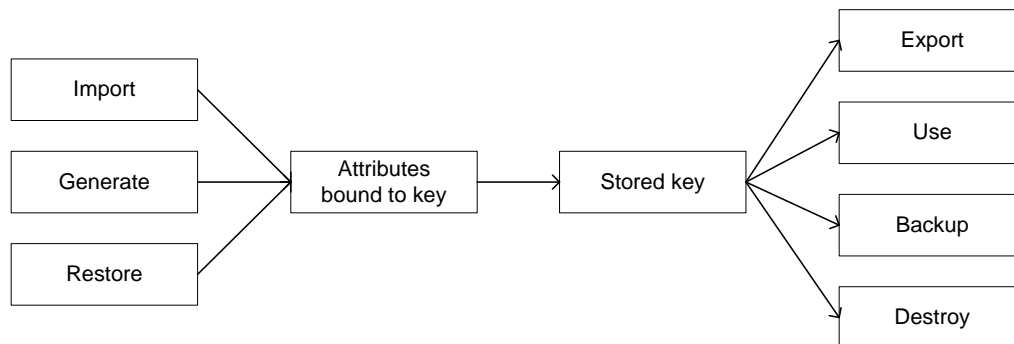 Import
Generate
Restore
Attributes
bound to key
Stored key
Export
Use
Backup
Destroy